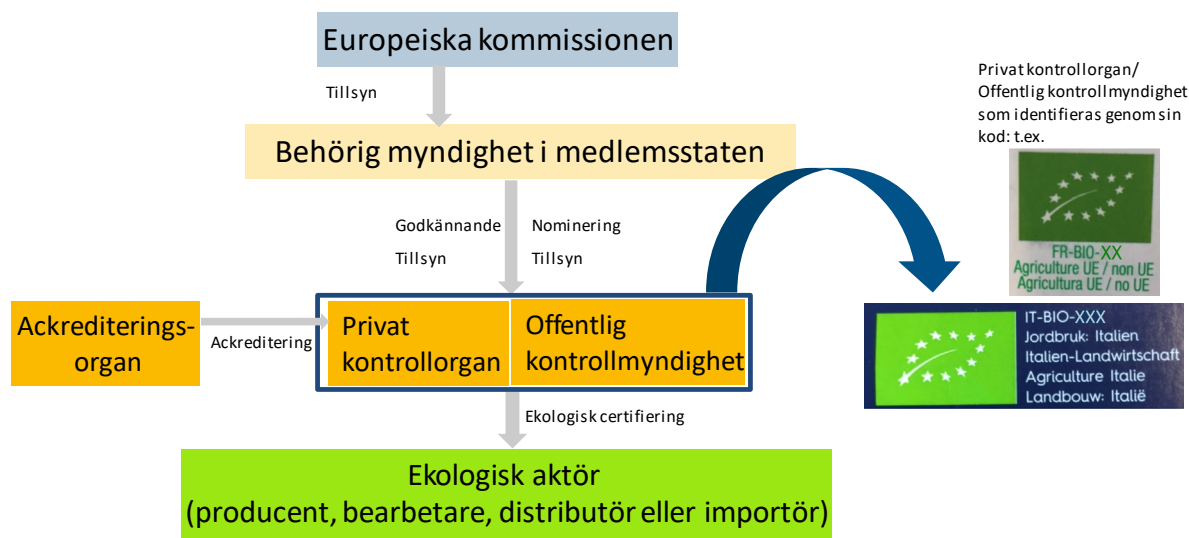 Europeiska kommissionen
Tillsyn
Behörig myndighet i medlemsstaten
Privat kontrollorgan/
Offentlig kontrollmyndighet
som identifieras genom sin
kod: t.ex.
FR-BIO-XX
Agriculture UE / non UE
Agricultura UE / no UE
Godkännande
Tillsyn
Nominering
Tillsyn
Ackrediterings-
organ
Ackreditering
Privat
kontrollorgan
Offentlig
kontrollmyndighet
IT-BIO-XXX
Jordbruk: Italien
Italien-Landwirtschaft
Agriculture Italie
Landbouw: Italië
Ekologisk certifiering
Ekologisk aktör
(producent, bearbetare, distributör eller importör)